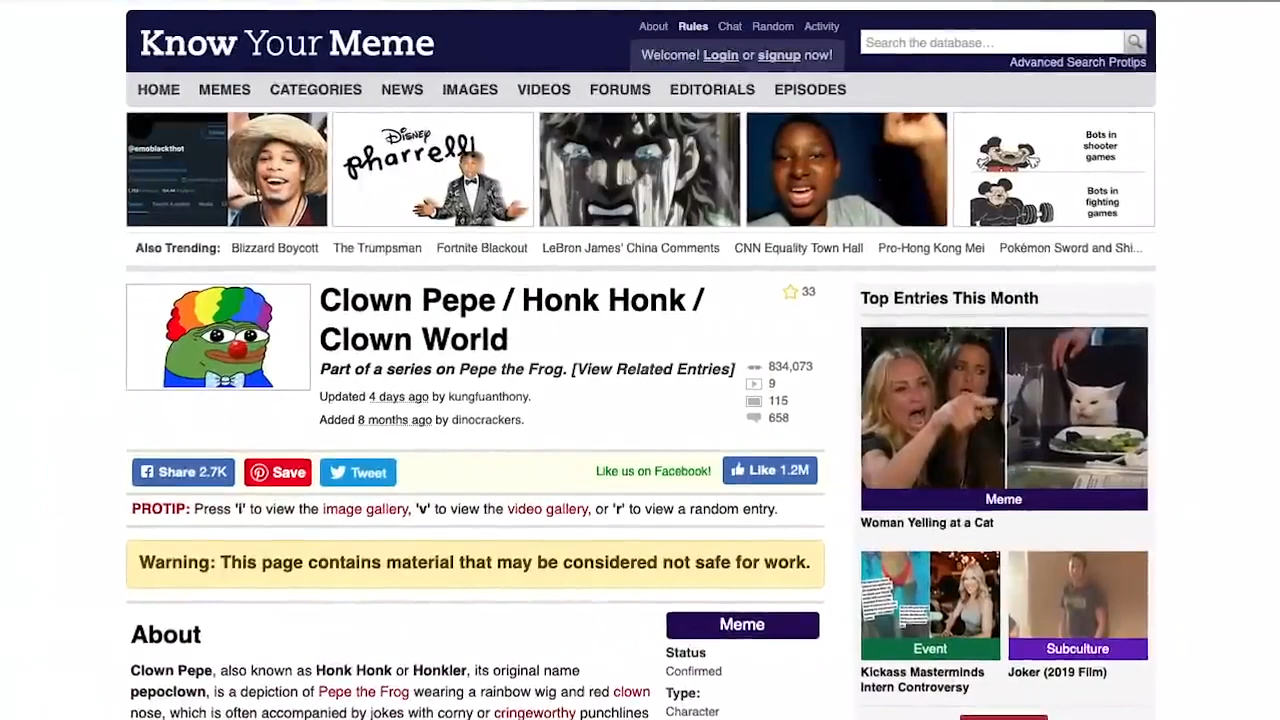 Know Your Meme
About Rules Chat Random Activity
Welcome! Login or signup now!
Search the database...
Advanced Search Protips
HOME MEMES CATEGORIES NEWS IMAGES VIDEOS FORUMS EDITORIALS EPISODES
@emoblackthot
Disney
pharrell!
Bots in
shooter
games
Bots in
fighting
games
Also Trending: Blizzard Boycott The Trumpsman Fortnite Blackout LeBron James' China Comments CNN Equality Town Hall Pro-Hong Kong Mei Pokémon Sword and Shi...
Clown Pepe / Honk Honk /
Clown World
33
Part of a series on Pepe the Frog. [View Related Entries]
Updated 4 days ago by kungfuanthony.
Added 8 months ago by dinocrackers.
834,073
9
115
658
Share 2.7K
Save
Tweet
Like us on Facebook!
Like 1.2M
PROTIP: Press 'i' to view the image gallery, 'v' to view the video gallery, or 'r' to view a random entry.
Warning: This page contains material that may be considered not safe for work.
About
Clown Pepe, also known as Honk Honk or Honkler, its original name
pepoclown, is a depiction of Pepe the Frog wearing a rainbow wig and red clown
nose, which is often accompanied by jokes with corny or cringeworthy punchlines
Meme
Status
Confirmed
Type:
Character
Top Entries This Month
Meme
Woman Yelling at a Cat
Event
Kickass Masterminds
Intern Controversy
Subculture
Joker (2019 Film)